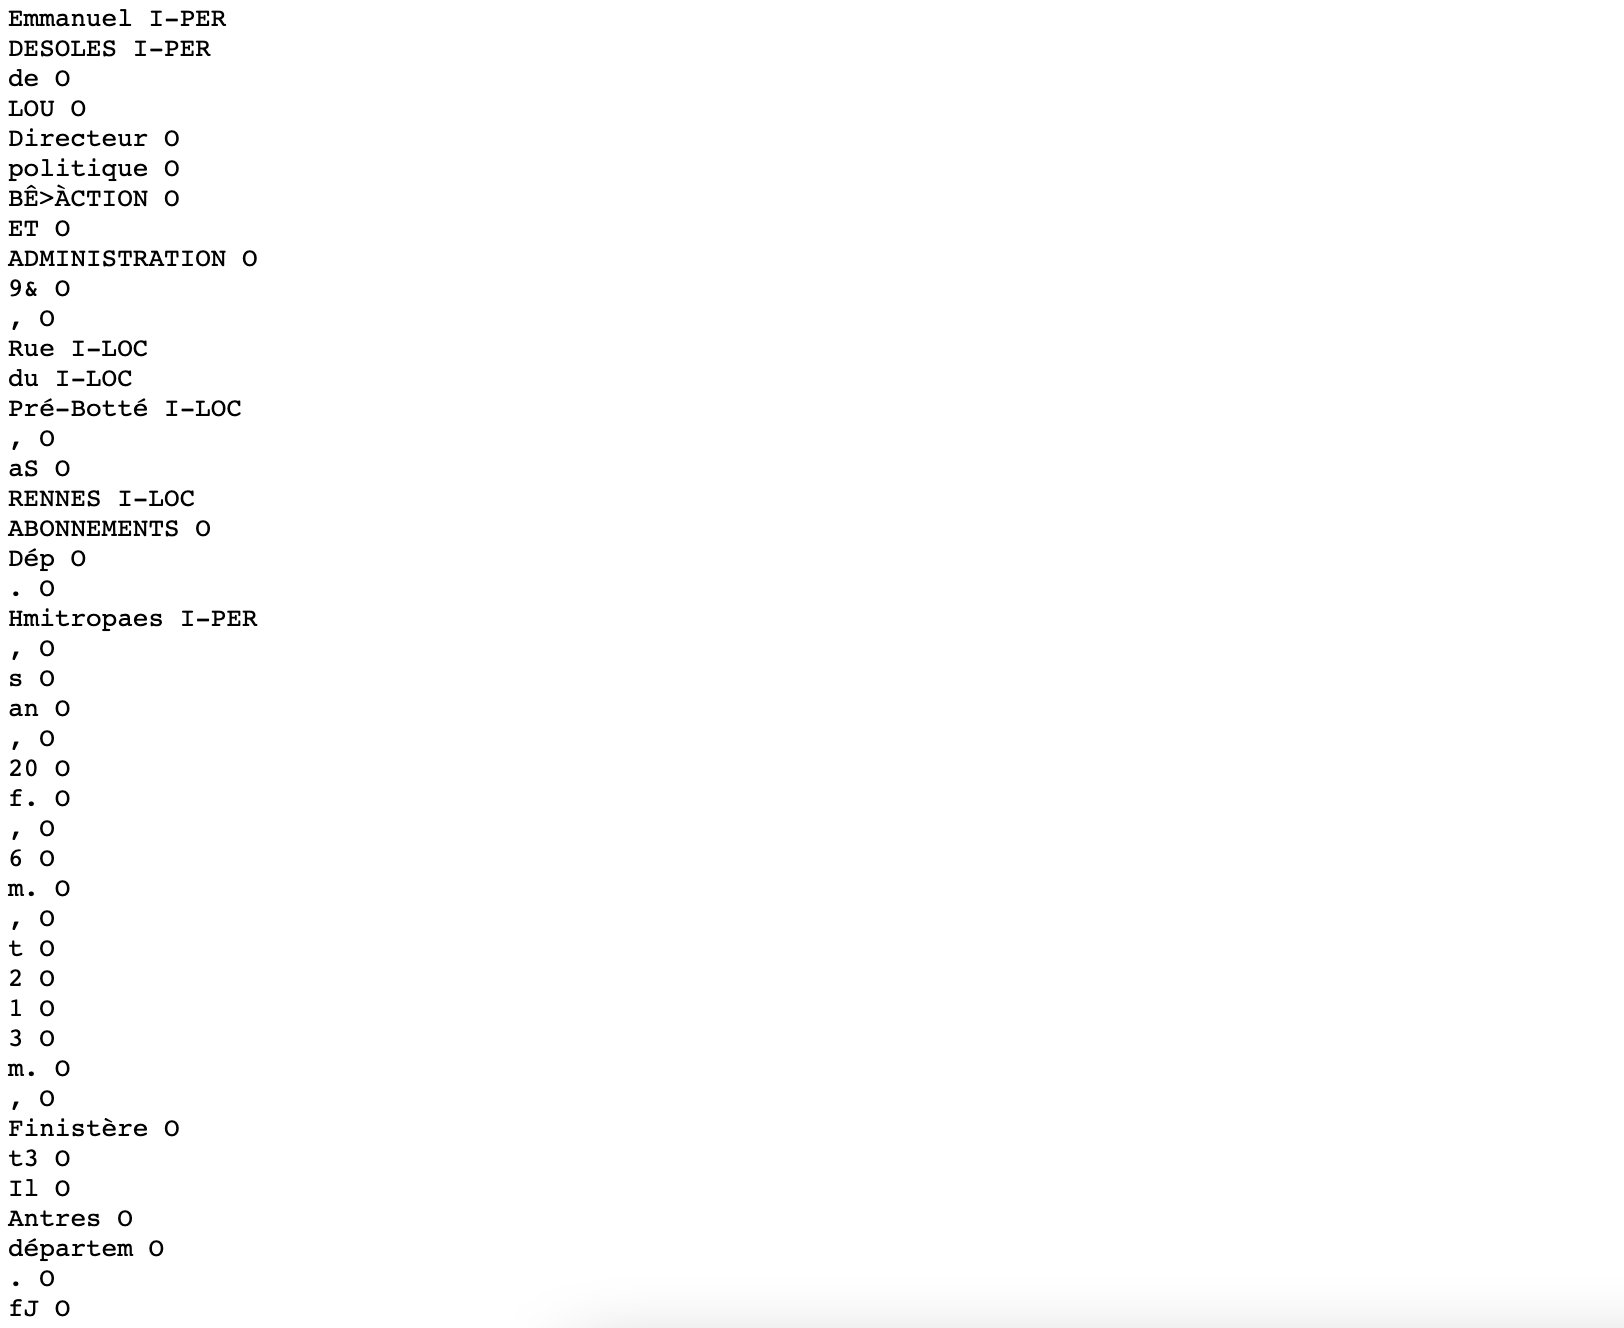 Emmanuel I-PER
DESOLES I-PER
de O
LOU O
Directeur O
politique O
BÊ>ÀCTION O
ET O
ADMINISTRATION O
9& O
, O
Rue I-LOC
du I-LOC
Pré-Botté I-LOC
, O
aS O
RENNES I-LOC
ABONNEMENTS O
Dép O
. O
Hmitropaes I-PER
, O
s O
an O
, O
20 O
f. O
, O
6 O
m. O
, O
t O
2 O
1 O
3 O
m. O
, O
Finistère O
t3 O
Il O
Antres O
départem O
. O
fJ O